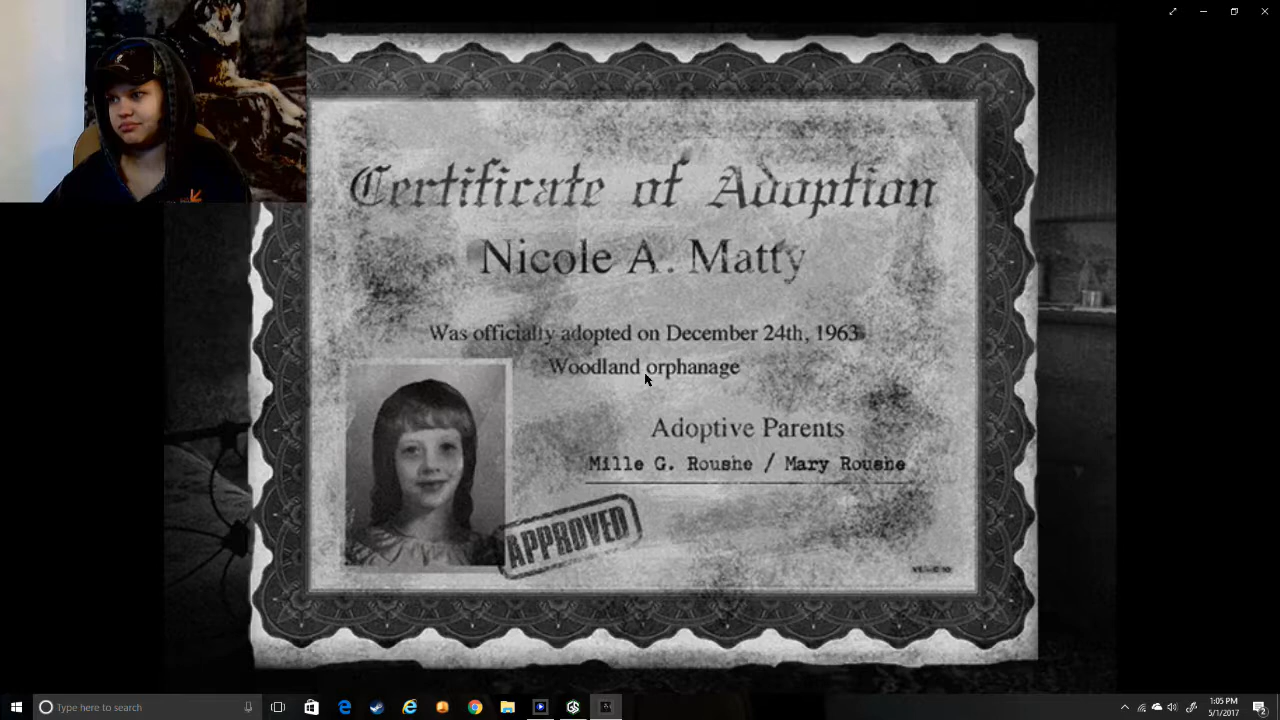 Certificate of Adoption
Nicole A. Matty
Was officially adopted on December 24th, 1963
Woodland orphanage
Adoptive Parents
Mille G. Roushe / Mary Roushe
APPROVED
Type here to search
1:05 PM
5/1/2017
2